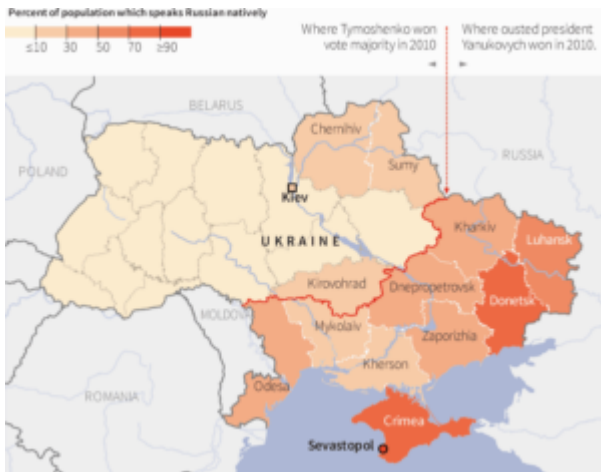 Percent of population which speaks Russian natively
≤10 30 50 70 ≥90
Where Tymoshenko won
vote majority in 2010
Where ousted president
Yanukovych won in 2010.
BELARUS
Chernihiv
POLAND
Sumy
RUSSIA
Kiev
UKRAINE
Kharkiv
Luhansk
Kirovohrad
Dnepropetrovsk
Donetsk
MOLDOVA
Mykolaiv
Zaporizhia
Kherson
Odesa
ROMANIA
Crimea
Sevastopol